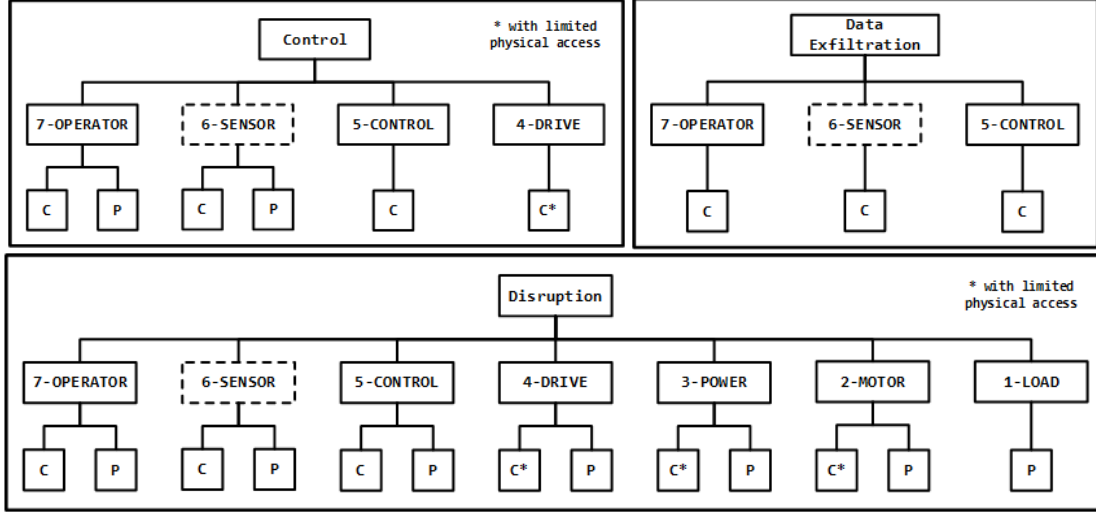 Control
* with limited
physical access
7-OPERATOR
6-SENSOR
5-CONTROL
4-DRIVE
C
P
C
P
C
C*
Data
Exfiltration
7-OPERATOR
6-SENSOR
5-CONTROL
C
C
C
Disruption
* with limited
physical access
7-OPERATOR
6-SENSOR
5-CONTROL
4-DRIVE
3-POWER
2-MOTOR
1-LOAD
C
P
C
P
C
P
C*
P
C*
P
C*
P
P